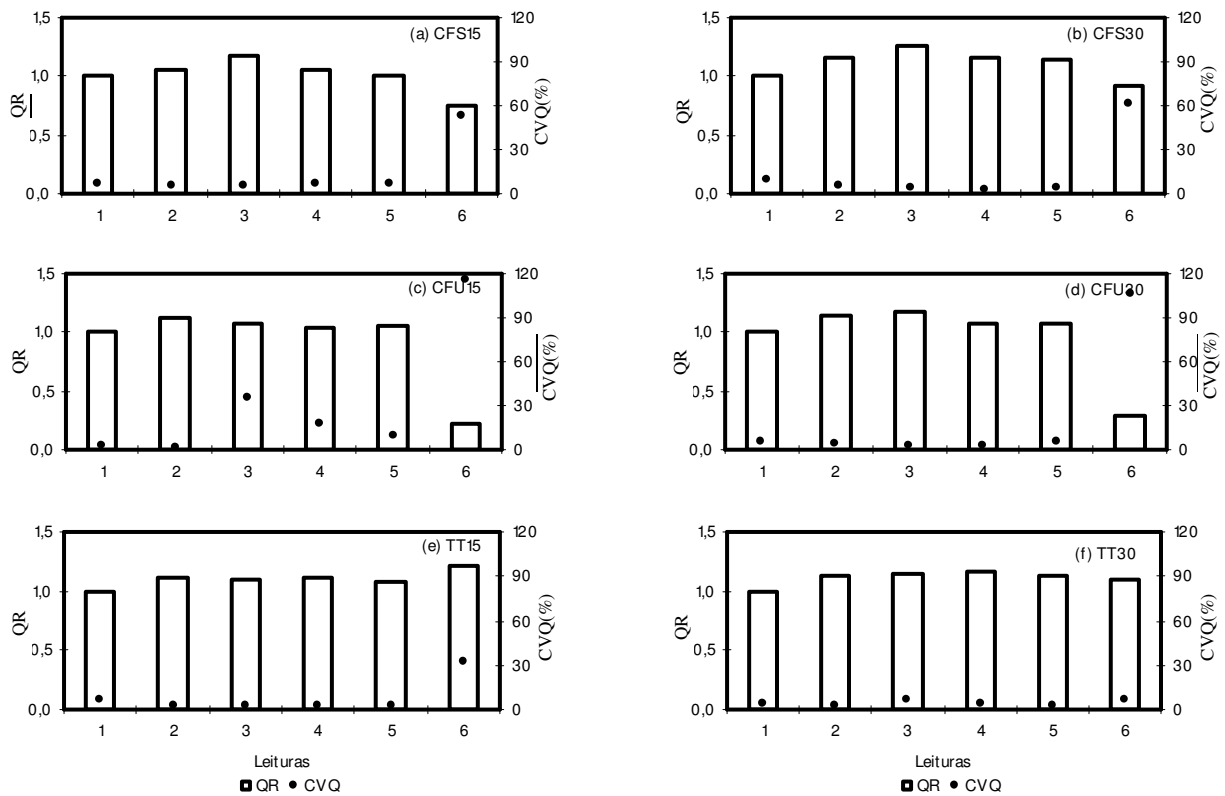 (a) CFS15
1,5
1,0
0,5
0,0
QR
120
90
60
30
0
CVQ(%)
1 2 3 4 5 6
(b) CFS30
1,5
1,0
0,5
0,0
QR
120
90
60
30
0
CVQ(%)
1 2 3 4 5 6
(c) CFU15
1,5
1,0
0,5
0,0
QR
120
90
60
30
0
CVQ(%)
1 2 3 4 5 6
(d) CFU30
1,5
1,0
0,5
0,0
QR
120
90
60
30
0
CVQ(%)
1 2 3 4 5 6
(e) TT15
1,5
1,0
0,5
0,0
QR
120
90
60
30
0
CVQ(%)
1 2 3 4 5 6
Leituras
QR CVQ
(f) TT30
1,5
1,0
0,5
0,0
QR
120
90
60
30
0
CVQ(%)
1 2 3 4 5 6
Leituras
QR CVQ